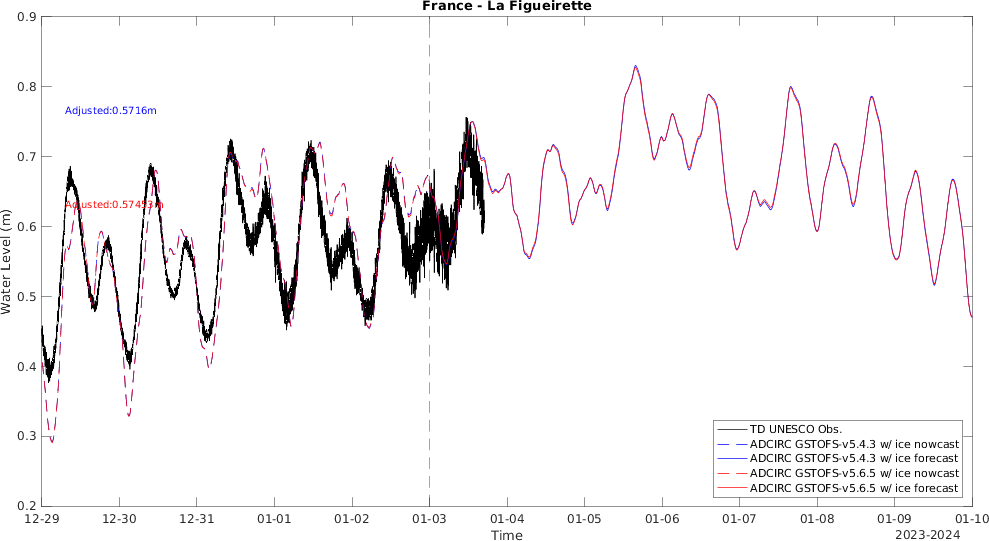 France - La Figueirette
0.9
0.8
0.7
0.6
0.5
0.4
0.3
0.2
Water Level (m)
Adjusted:0.5716m
Adjusted:0.57453m
TD UNESCO Obs.
ADCIRC GSTOFS-v5.4.3 w/ ice nowcast
ADCIRC GSTOFS-v5.4.3 w/ ice forecast
ADCIRC GSTOFS-v5.6.5 w/ ice nowcast
ADCIRC GSTOFS-v5.6.5 w/ ice forecast
12-29 12-30 12-31 01-01 01-02 01-03 01-04 01-05 01-06 01-07 01-08 01-09 01-10
Time
2023-2024